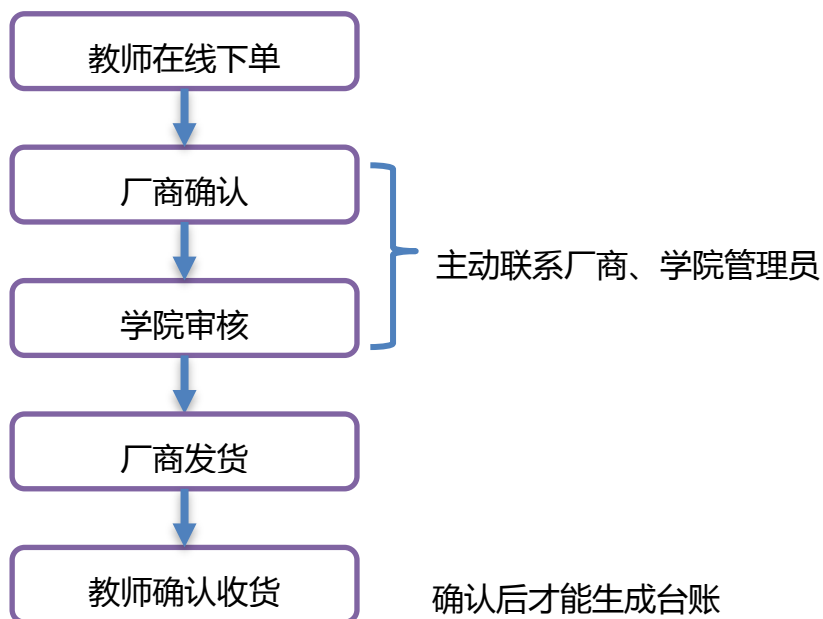 教师在线下单
厂商确认
主动联系厂商、学院管理员
学院审核
厂商发货
教师确认收货
确认后才能生成台账